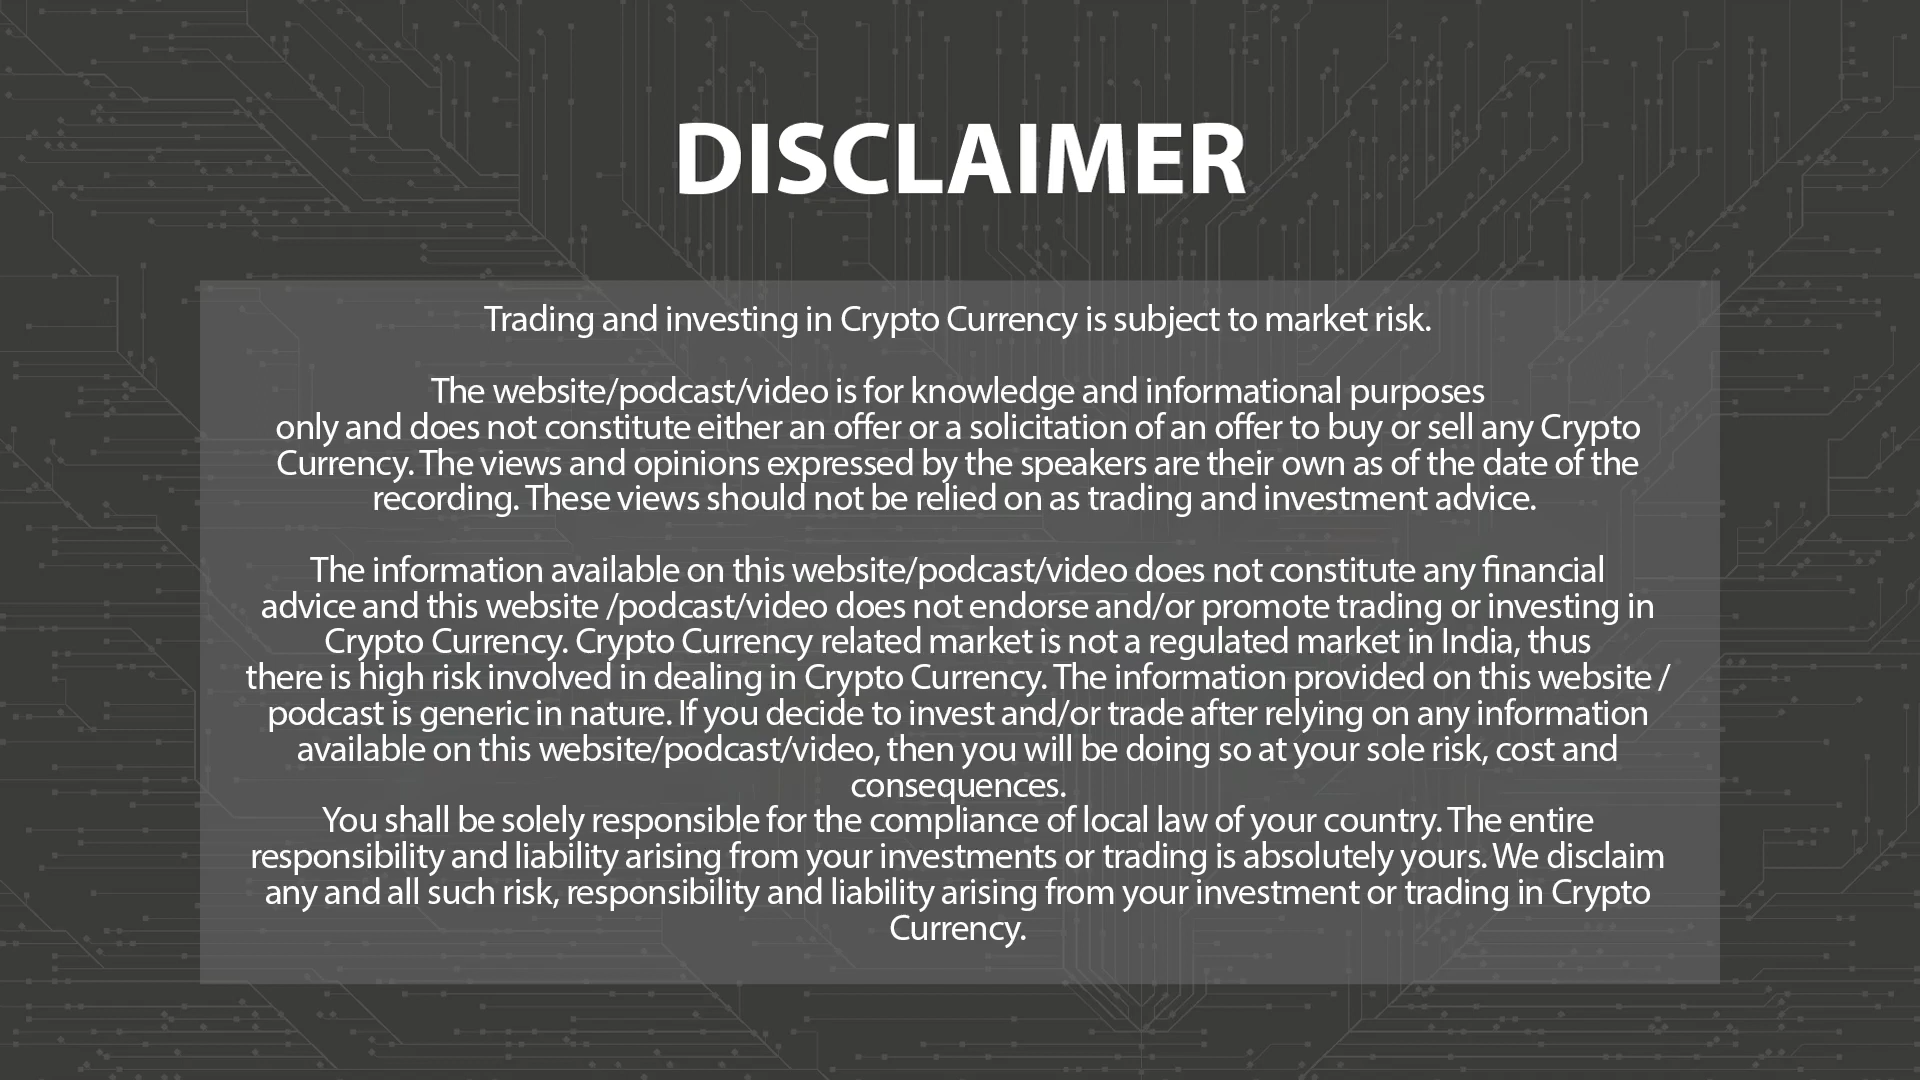 DISCLAIMER
Trading and investing in Crypto Currency is subject to market risk.
The website/podcast/video is for knowledge and informational purposes
only and does not constitute either an offer or a solicitation of an offer to buy or sell any Crypto
Currency. The views and opinions expressed by the speakers are their own as of the date of the
recording. These views should not be relied on as trading and investment advice.
The information available on this website/podcast/video does not constitute any financial
advice and this website /podcast/video does not endorse and/or promote trading or investing in
Crypto Currency. Crypto Currency related market is not a regulated market in India, thus
there is high risk involved in dealing in Crypto Currency. The information provided on this website /
podcast is generic in nature. If you decide to invest and/or trade after relying on any information
available on this website/podcast/video, then you will be doing so at your sole risk, cost and
consequences.
You shall be solely responsible for the compliance of local law of your country. The entire
responsibility and liability arising from your investments or trading is absolutely yours. We disclaim
any and all such risk, responsibility and liability arising from your investment or trading in Crypto
Currency.